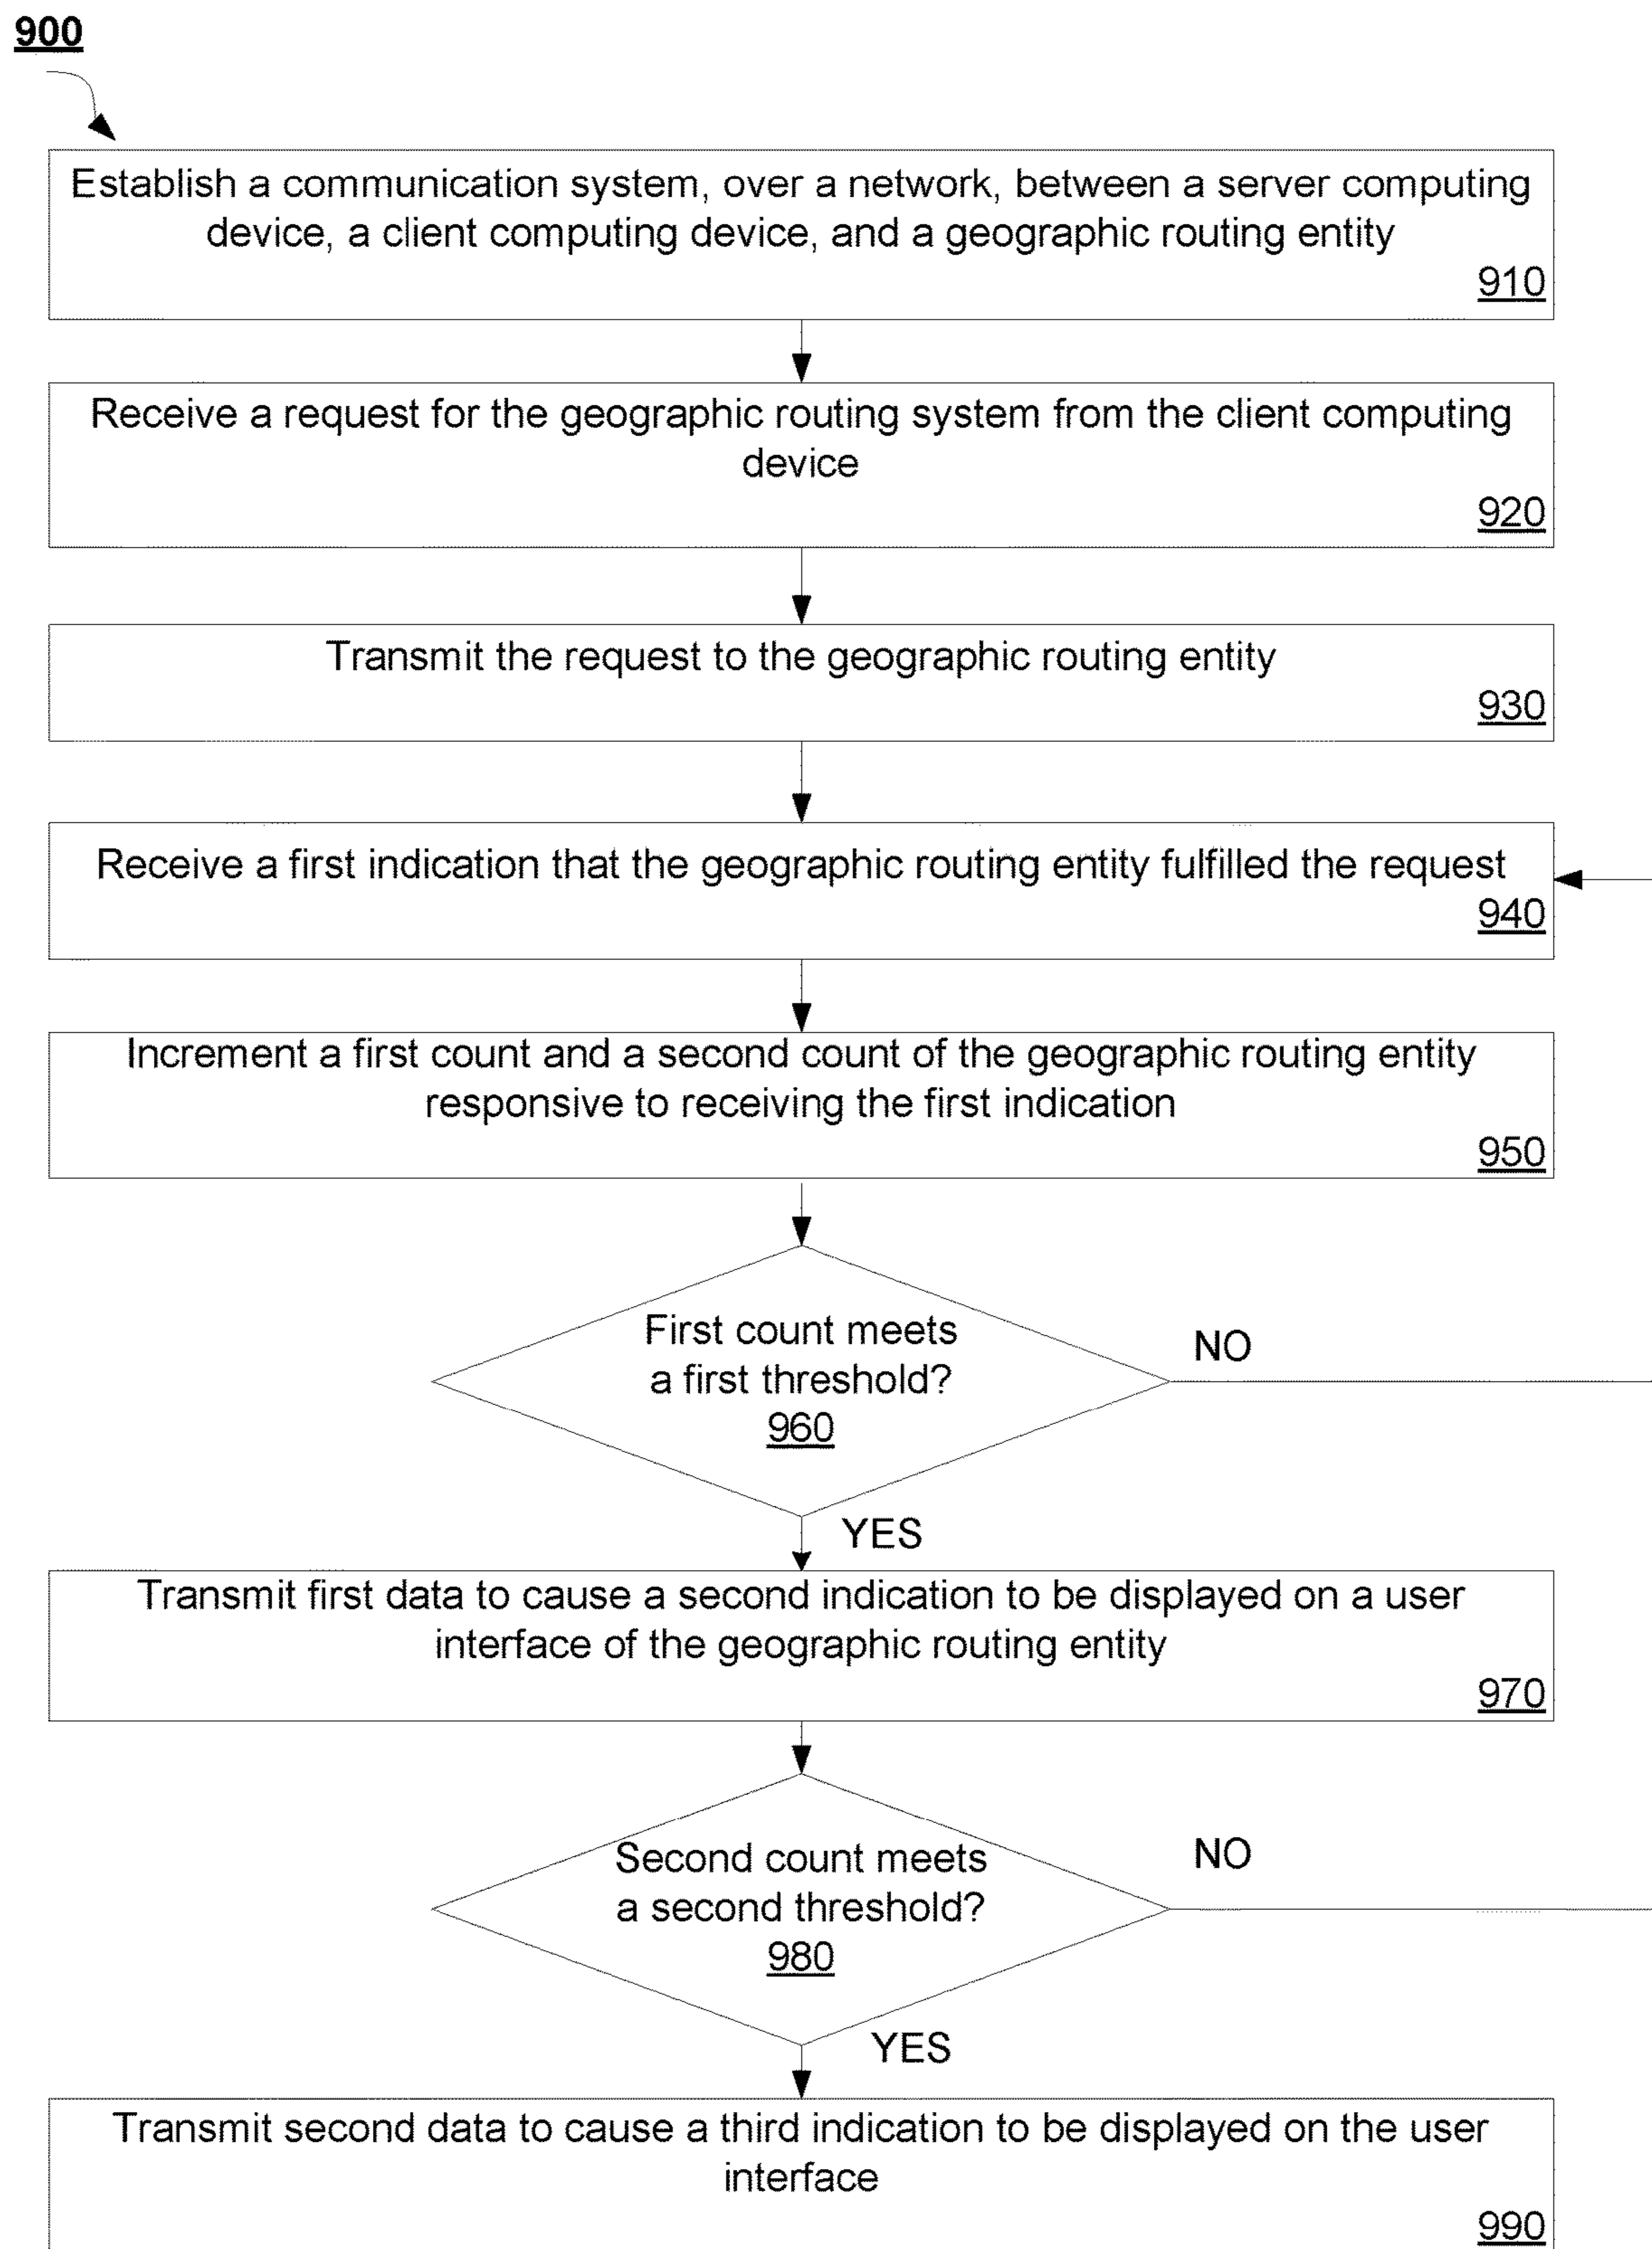 900
Establish a communication system, over a network, between a server computing
device, a client computing device, and a geographic routing entity
910
Receive a request for the geographic routing system from the client computing
device
920
Transmit the request to the geographic routing entity
930
Receive a first indication that the geographic routing entity fulfilled the request
940
Increment a first count and a second count of the geographic routing entity
responsive to receiving the first indication
950
First count meets
a first threshold?
960
NO
YES
Transmit first data to cause a second indication to be displayed on a user
interface of the geographic routing entity
970
Second count meets
a second threshold?
980
NO
YES
Transmit second data to cause a third indication to be displayed on the user
interface
990